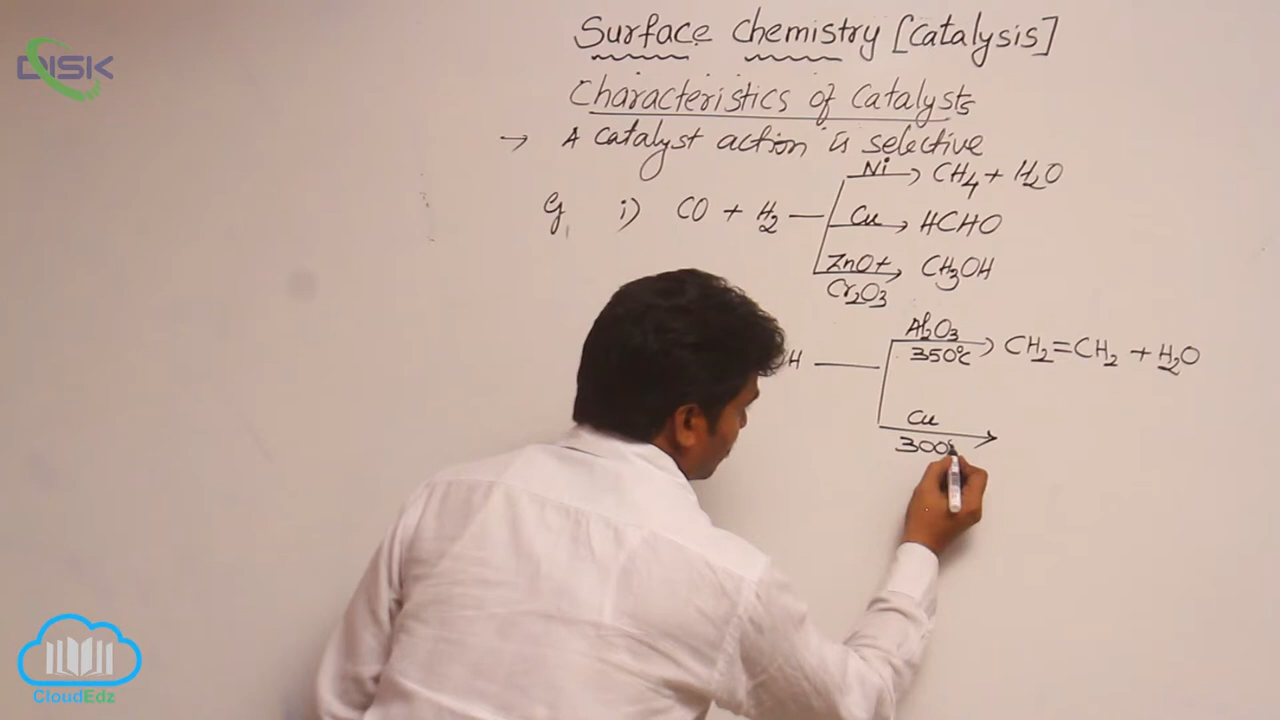 DISK
Surface Chemistry [Catalysis]
Characteristics of Catalysts
→ A catalyst action is selective
Ni → CH4 + H2O
i) CO + H2 Cu → HCHO
ZnO + Cr2O3 → CH3OH
H Al2O3 350°C → CH2=CH2 + H2O
Cu 300
CloudEdz